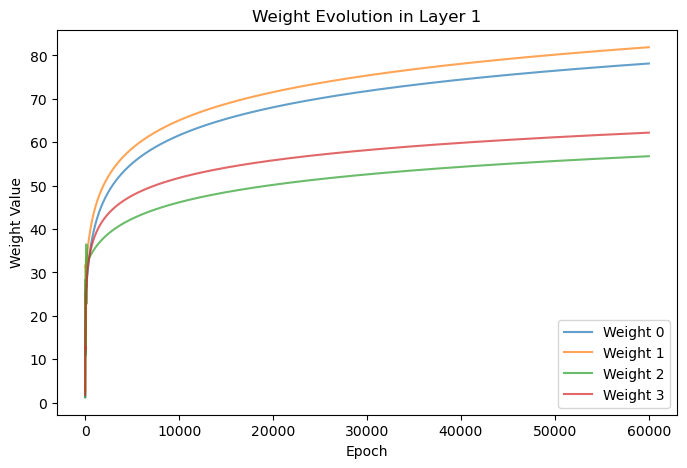 Weight Evolution in Layer 1
Weight Value
80
70
60
50
40
30
20
10
0
Weight 0
Weight 1
Weight 2
Weight 3
0 10000 20000 30000 40000 50000 60000
Epoch